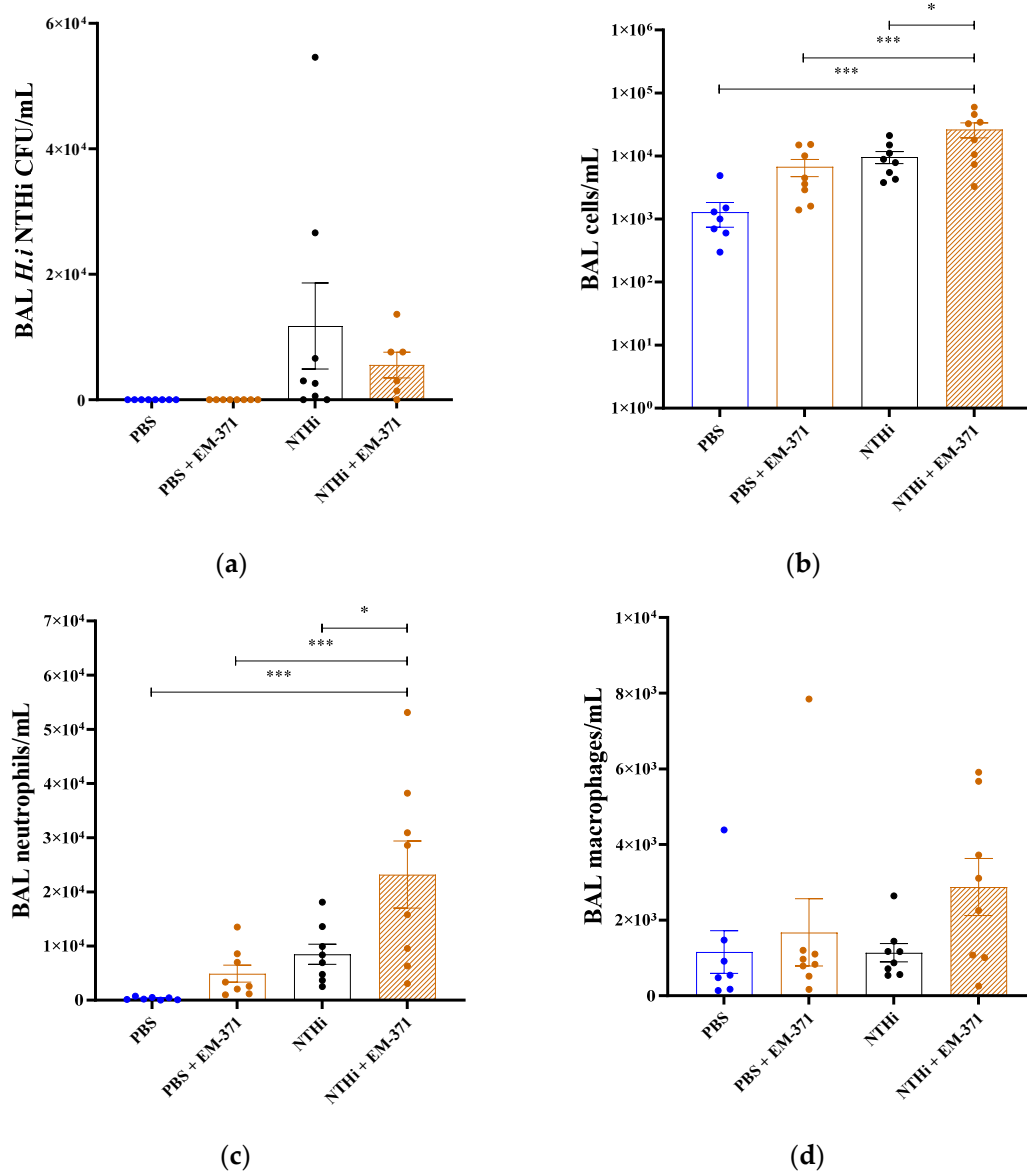 BAL H.i NTHi CFU/mL
6×10⁴
4×10⁴
2×10⁴
0
PBS
PBS + EM-371
NTHi
NTHi + EM-371
(a)
BAL cells/mL
1×10⁶
1×10⁵
1×10⁴
1×10³
1×10²
1×10¹
1×10⁰
*
***
***
PBS
PBS + EM-371
NTHi
NTHi + EM-371
(b)
BAL neutrophils/mL
7×10⁴
6×10⁴
5×10⁴
4×10⁴
3×10⁴
2×10⁴
1×10⁴
0
*
***
***
PBS
PBS + EM-371
NTHi
NTHi + EM-371
(c)
BAL macrophages/mL
1×10⁴
8×10³
6×10³
4×10³
2×10³
0
PBS
PBS + EM-371
NTHi
NTHi + EM-371
(d)